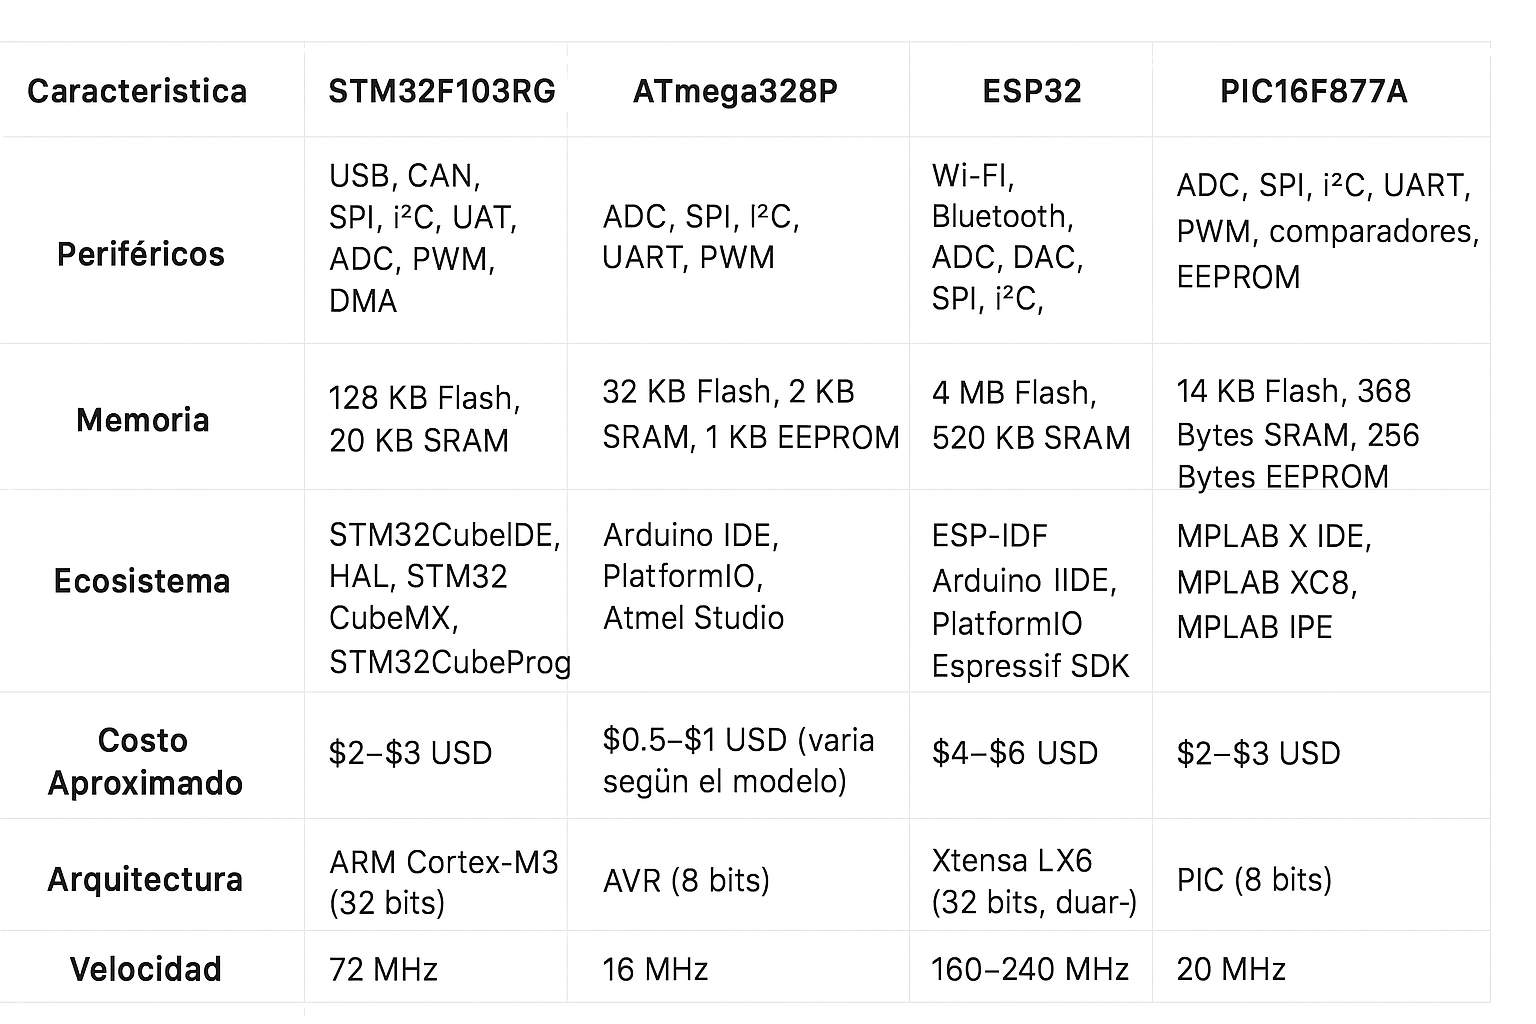 Caracteristica
STM32F103RG
ATmega328P
ESP32
PIC16F877A
Periféricos
USB, CAN,
SPI, i²C, UAT,
ADC, PWM,
DMA
ADC, SPI, I²C,
UART, PWM
Wi-FI,
Bluetooth,
ADC, DAC,
SPI, i²C,
ADC, SPI, i²C, UART,
PWM, comparadores,
EEPROM
Memoria
128 KB Flash,
20 KB SRAM
32 KB Flash, 2 KB
SRAM, 1 KB EEPROM
4 MB Flash,
520 KB SRAM
14 KB Flash, 368
Bytes SRAM, 256
Bytes EEPROM
Ecosistema
STM32CubeIDE,
HAL, STM32
CubeMX,
STM32CubeProg
Arduino IDE,
PlatformIO,
Atmel Studio
ESP-IDF
Arduino IIDE,
PlatformIO
Espressif SDK
MPLAB X IDE,
MPLAB XC8,
MPLAB IPE
Costo
Aproximando
$2–$3 USD
$0.5–$1 USD (varia
segün el modelo)
$4–$6 USD
$2–$3 USD
Arquitectura
ARM Cortex-M3
(32 bits)
AVR (8 bits)
Xtensa LX6
(32 bits, duar-)
PIC (8 bits)
Velocidad
72 MHz
16 MHz
160–240 MHz
20 MHz